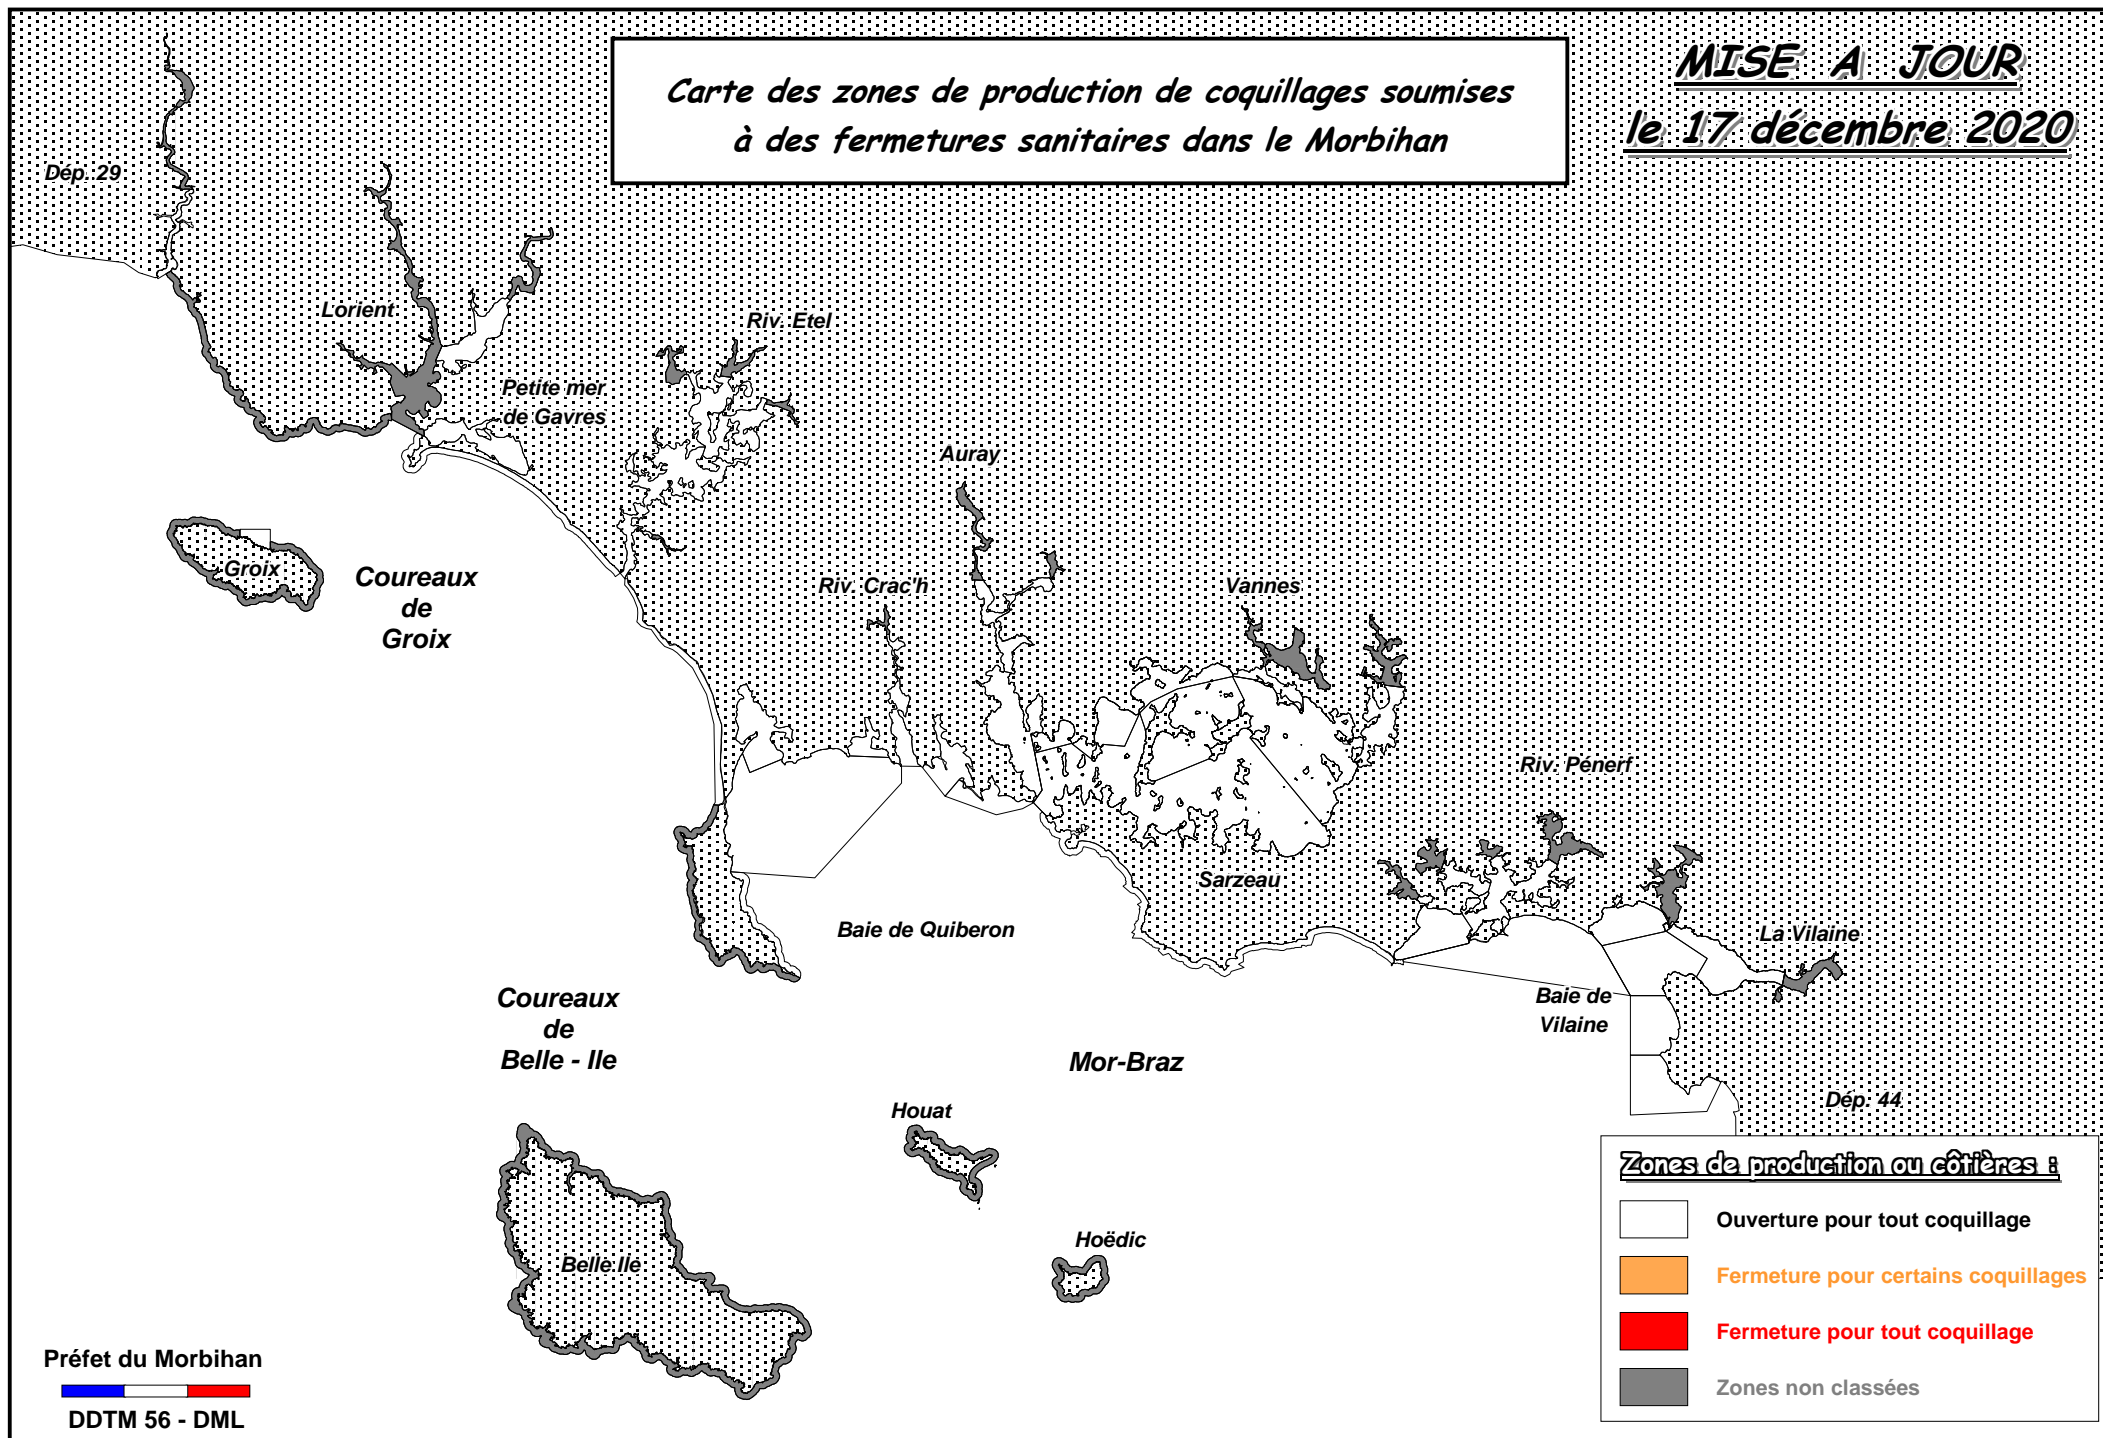 Carte des zones de production de coquillages soumises
à des fermetures sanitaires dans le Morbihan
MISE A JOUR
le 17 décembre 2020
Dép. 29
Lorient
Riv. Etel
Petite mer
de Gavres
Auray
Groix
Coureaux
de
Groix
Riv. Crac'h
Vannes
Riv. Pénerf
Sarzeau
Baie de Quiberon
La Vilaine
Baie de
Vilaine
Coureaux
de
Belle - Ile
Mor-Braz
Houat
Dép. 44
Hoëdic
Belle Ile
Zones de production ou côtières :
Ouverture pour tout coquillage
Fermeture pour certains coquillages
Fermeture pour tout coquillage
Zones non classées
Préfet du Morbihan
DDTM 56 - DML